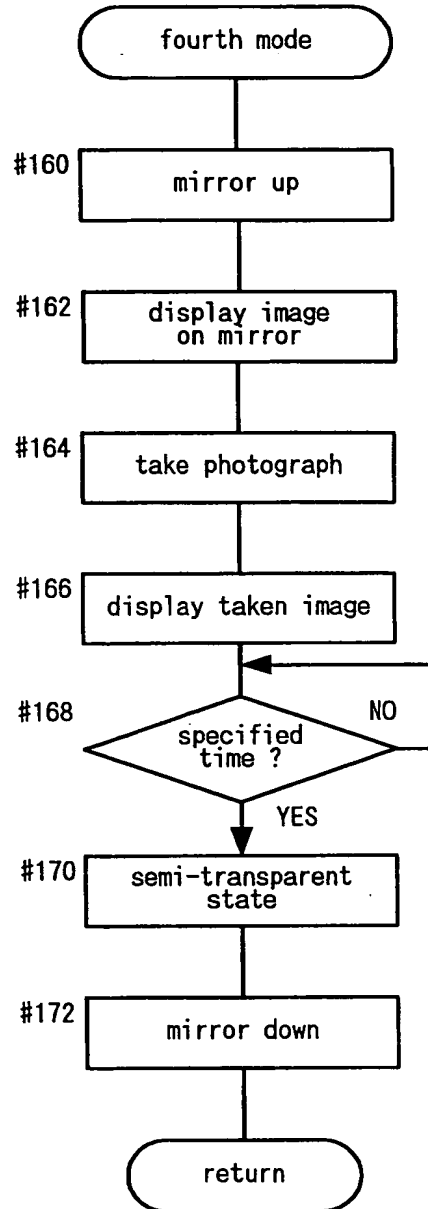 fourth mode
#160
mirror up
#162
display image
on mirror
#164
take photograph
#166
display taken image
#168
specified
time ?
NO
YES
#170
semi-transparent
state
#172
mirror down
return